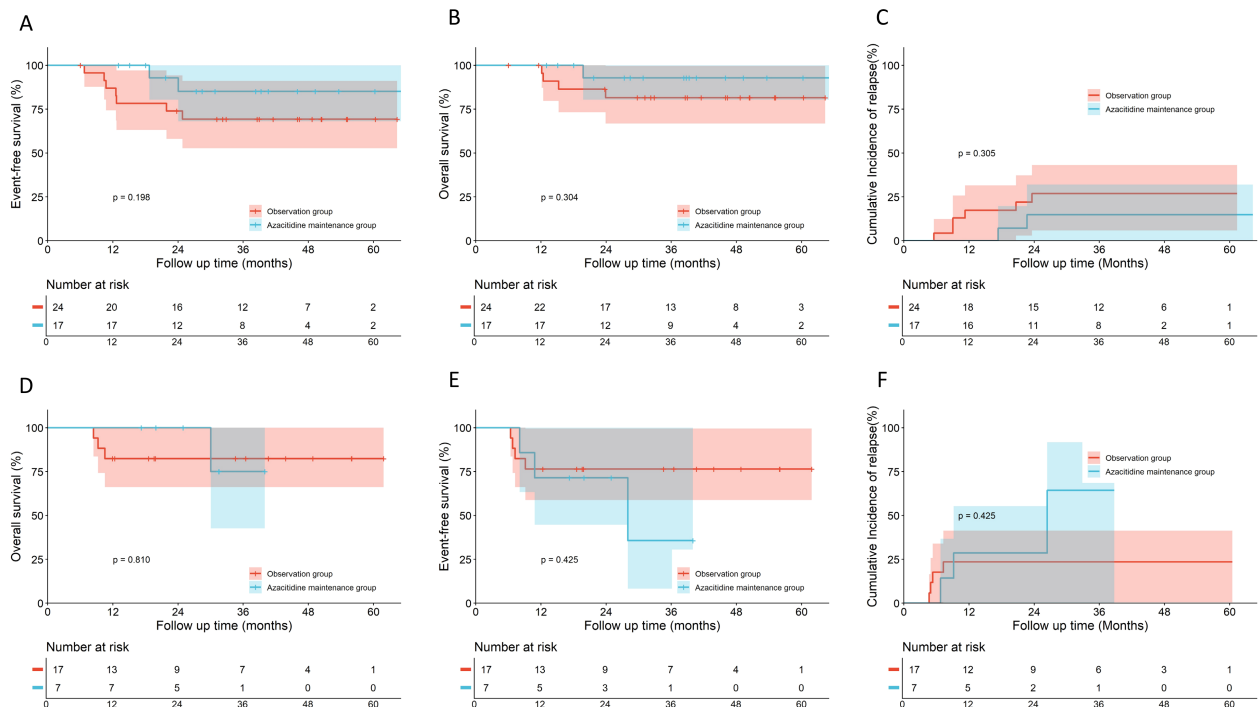 A
Event-free survival (%)
100
75
50
25
0
p = 0.198
Observation group
Azacitidine maintenance group
0 12 24 36 48 60
Follow up time (months)
Number at risk
24 20 16 12 7 2
17 17 12 8 4 2
0 12 24 36 48 60
B
Overall survival (%)
100
75
50
25
0
p = 0.304
Observation group
Azacitidine maintenance group
0 12 24 36 48 60
Follow up time (months)
Number at risk
24 22 17 13 8 3
17 17 12 9 4 2
0 12 24 36 48 60
C
Cumulative Incidence of relapse(%)
100
75
50
25
0
Observation group
Azacitidine maintenance group
p = 0.305
0 12 24 36 48 60
Follow up time (Months)
Number at risk
24 18 15 12 6 1
17 16 11 8 2 1
0 12 24 36 48 60
D
Overall survival (%)
100
75
50
25
0
p = 0.810
Observation group
Azacitidine maintenance group
0 12 24 36 48 60
Follow up time (months)
Number at risk
17 13 9 7 4 1
7 7 5 1 0 0
0 12 24 36 48 60
E
Event-free survival (%)
100
75
50
25
0
p = 0.425
Observation group
Azacitidine maintenance group
0 12 24 36 48 60
Follow up time (months)
Number at risk
17 13 9 7 4 1
7 5 3 1 0 0
0 12 24 36 48 60
F
Cumulative Incidence of relapse(%)
100
75
50
25
0
Observation group
Azacitidine maintenance group
p = 0.425
0 12 24 36 48 60
Follow up time (Months)
Number at risk
17 12 9 6 3 1
7 5 2 1 0 0
0 12 24 36 48 60